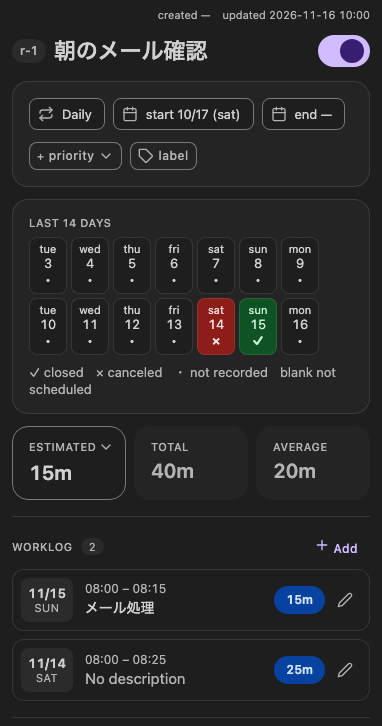 created — updated 2026-11-16 10:00
r-1 朝のメール確認
Daily start 10/17 (sat) end —
+ priority label
LAST 14 DAYS
tue wed thu fri sat sun mon
3 4 5 6 7 8 9
• • • • • • •
tue wed thu fri sat sun mon
10 11 12 13 14 15 16
• • • • × ✓ •
✓ closed × canceled • not recorded blank not
scheduled
ESTIMATED TOTAL AVERAGE
15m 40m 20m
WORKLOG 2 + Add
11/15 08:00 – 08:15
SUN メール処理 15m
11/14 08:00 – 08:25
SAT No description 25m